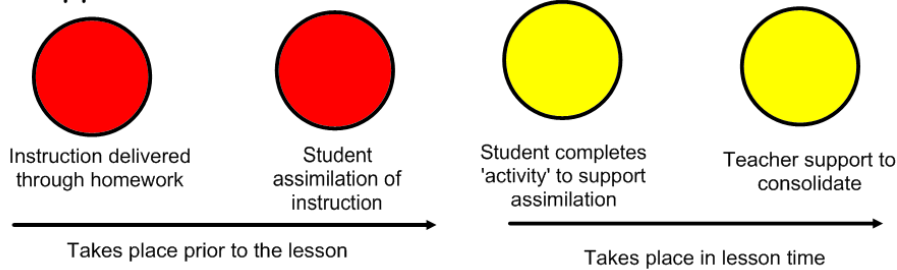 Instruction delivered
through homework
Student
assimilation of
instruction
Student completes
'activity' to support
assimilation
Teacher support to
consolidate
Takes place prior to the lesson
Takes place in lesson time